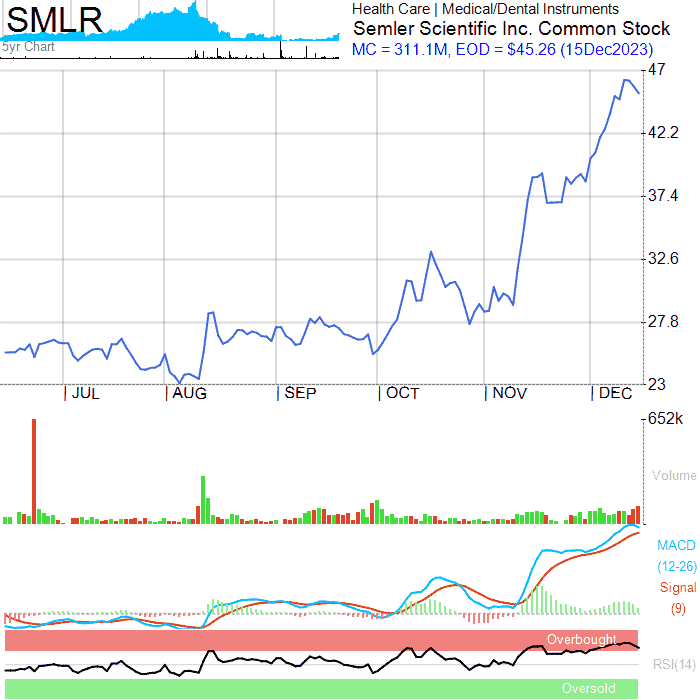 SMLR
5yr Chart
Health Care | Medical/Dental Instruments
Semler Scientific Inc. Common Stock
MC = 311.1M, EOD = $45.26 (15Dec2023)
47
42.2
37.4
32.6
27.8
23
| JUL | AUG | SEP | OCT | NOV | DEC
652k
Volume
MACD
(12-26)
Signal
(9)
Overbought
RSI(14)
Oversold